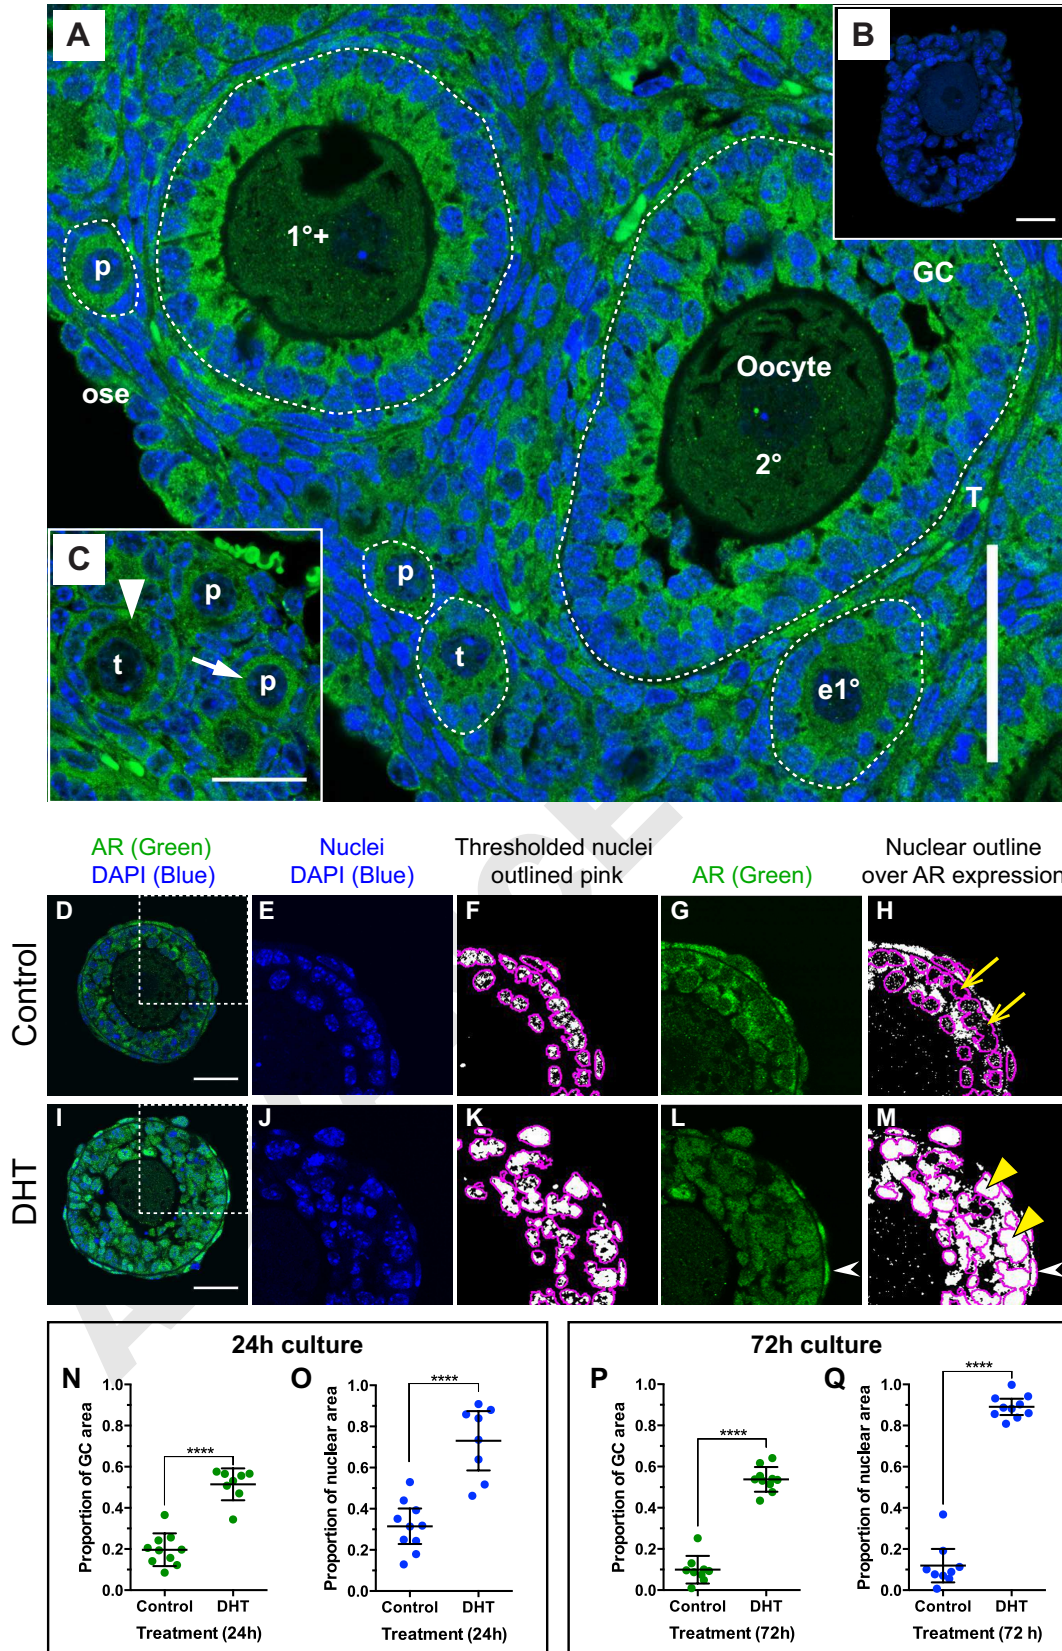 A
B
1°+
p
GC
ose
Oocyte
2°
T
C
p
p
t
p
t
e1°
AR (Green)
DAPI (Blue)
Nuclei
DAPI (Blue)
Thresholded nuclei
outlined pink
AR (Green)
Nuclear outline
over AR expression
Control
D
E
F
G
H
DHT
I
J
K
L
M
24h culture
72h culture
N
Proportion of GC area
1.0
0.8
0.6
0.4
0.2
0.0
****
Control
DHT
Treatment (24h)
O
Proportion of nuclear area
1.0
0.8
0.6
0.4
0.2
0.0
****
Control
DHT
Treatment (24h)
P
Proportion of GC area
1.0
0.8
0.6
0.4
0.2
0.0
****
Control
DHT
Treatment (72h)
Q
Proportion of nuclear area
1.0
0.8
0.6
0.4
0.2
0.0
****
Control
DHT
Treatment (72 h)